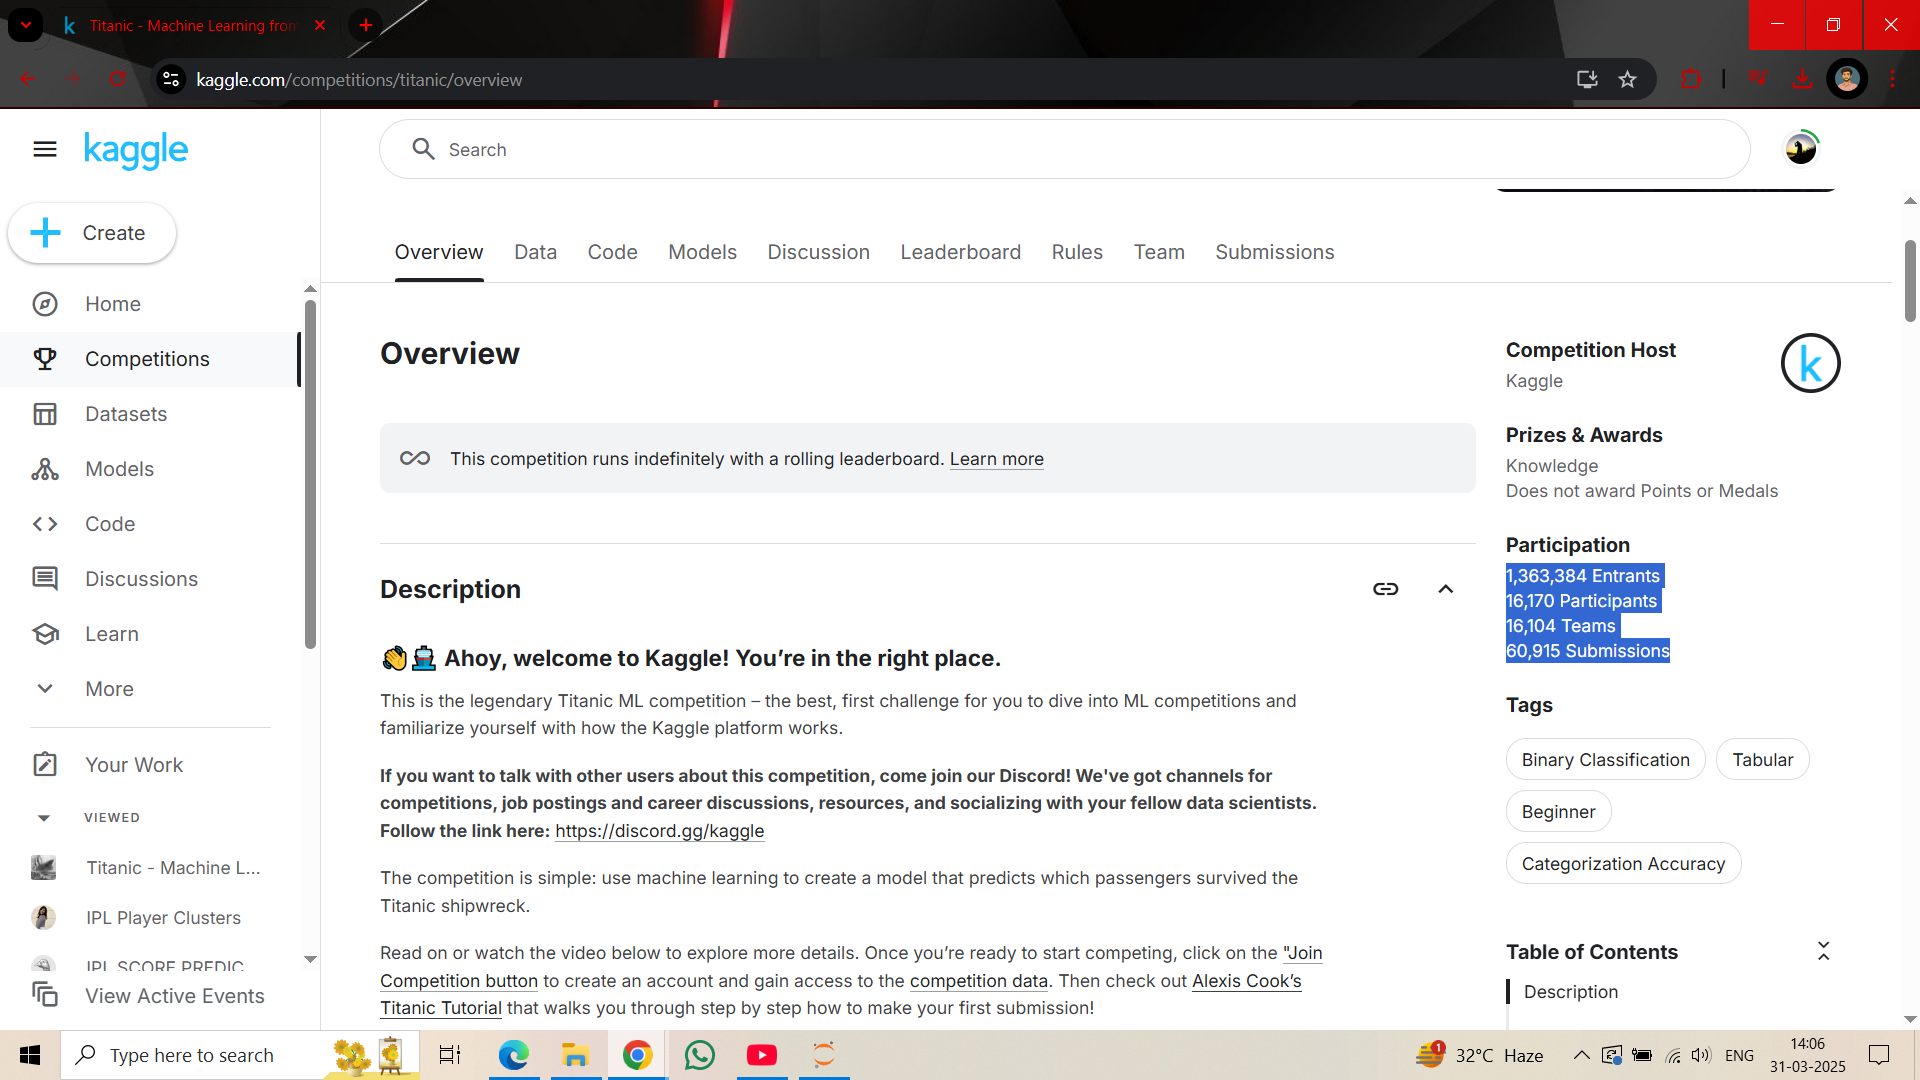 Titanic - Machine Learning from
kaggle.com/competitions/titanic/overview
kaggle
Search
Create
Home
Competitions
Datasets
Models
Code
Discussions
Learn
More
Your Work
VIEWED
Titanic - Machine L...
IPL Player Clusters
IPL SCORE PREDIC
View Active Events
Overview Data Code Models Discussion Leaderboard Rules Team Submissions
Overview
This competition runs indefinitely with a rolling leaderboard. Learn more
Description
Ahoy, welcome to Kaggle! You’re in the right place.
This is the legendary Titanic ML competition – the best, first challenge for you to dive into ML competitions and
familiarize yourself with how the Kaggle platform works.
If you want to talk with other users about this competition, come join our Discord! We've got channels for
competitions, job postings and career discussions, resources, and socializing with your fellow data scientists.
Follow the link here: https://discord.gg/kaggle
The competition is simple: use machine learning to create a model that predicts which passengers survived the
Titanic shipwreck.
Read on or watch the video below to explore more details. Once you’re ready to start competing, click on the "Join
Competition button to create an account and gain access to the competition data. Then check out Alexis Cook’s
Titanic Tutorial that walks you through step by step how to make your first submission!
Competition Host
Kaggle
k
Prizes & Awards
Knowledge
Does not award Points or Medals
Participation
1,363,384 Entrants
16,170 Participants
16,104 Teams
60,915 Submissions
Tags
Binary Classification
Tabular
Beginner
Categorization Accuracy
Table of Contents
Description
Type here to search
1
32°C Haze
ENG
14:06
31-03-2025